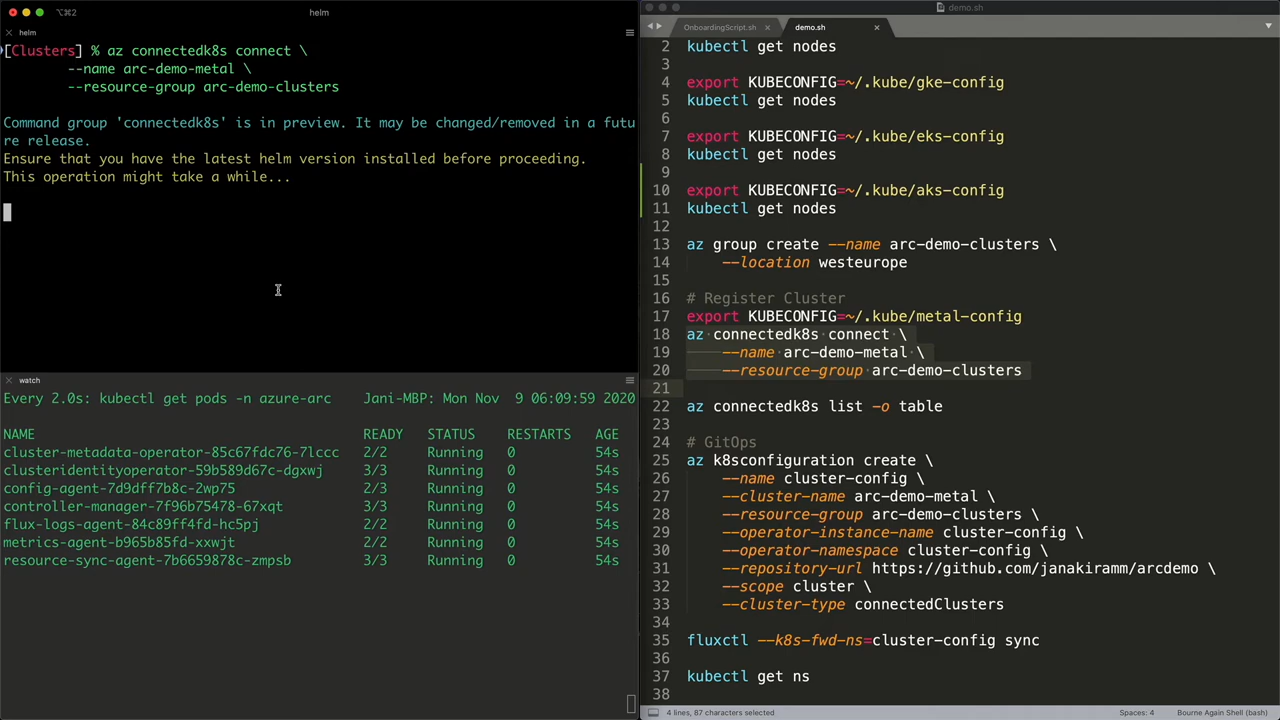 ⌥⌘2
helm
helm
[Clusters] % az connectedk8s connect \
--name arc-demo-metal \
--resource-group arc-demo-clusters
Command group 'connectedk8s' is in preview. It may be changed/removed in a futu
re release.
Ensure that you have the latest helm version installed before proceeding.
This operation might take a while...
watch
Every 2.0s: kubectl get pods -n azure-arc Jani-MBP: Mon Nov 9 06:09:59 2020
NAME READY STATUS RESTARTS AGE
cluster-metadata-operator-85c67fdc76-7lccc 2/2 Running 0 54s
clusteridentityoperator-59b589d67c-dgxwj 3/3 Running 0 54s
config-agent-7d9dff7b8c-2wp75 2/3 Running 0 54s
controller-manager-7f96b75478-67xqt 3/3 Running 0 54s
flux-logs-agent-84c89ff4fd-hc5pj 2/2 Running 0 54s
metrics-agent-b965b85fd-xxwjt 2/2 Running 0 54s
resource-sync-agent-7b6659878c-zmpsb 3/3 Running 0 54s
demo.sh
OnboardingScript.sh demo.sh
2 kubectl get nodes
3
4 export KUBECONFIG=~/.kube/gke-config
5 kubectl get nodes
6
7 export KUBECONFIG=~/.kube/eks-config
8 kubectl get nodes
9
10 export KUBECONFIG=~/.kube/aks-config
11 kubectl get nodes
12
13 az group create --name arc-demo-clusters \
14 --location westeurope
15
16 # Register Cluster
17 export KUBECONFIG=~/.kube/metal-config
18 az connectedk8s connect \
19 --name arc-demo-metal \
20 --resource-group arc-demo-clusters
21
22 az connectedk8s list -o table
23
24 # GitOps
25 az k8sconfiguration create \
26 --name cluster-config \
27 --cluster-name arc-demo-metal \
28 --resource-group arc-demo-clusters \
29 --operator-instance-name cluster-config \
30 --operator-namespace cluster-config \
31 --repository-url https://github.com/janakiramm/arcdemo \
32 --scope cluster \
33 --cluster-type connectedClusters
34
35 fluxctl --k8s-fwd-ns=cluster-config sync
36
37 kubectl get ns
38
4 lines, 87 characters selected Spaces: 4 Bourne Again Shell (bash)